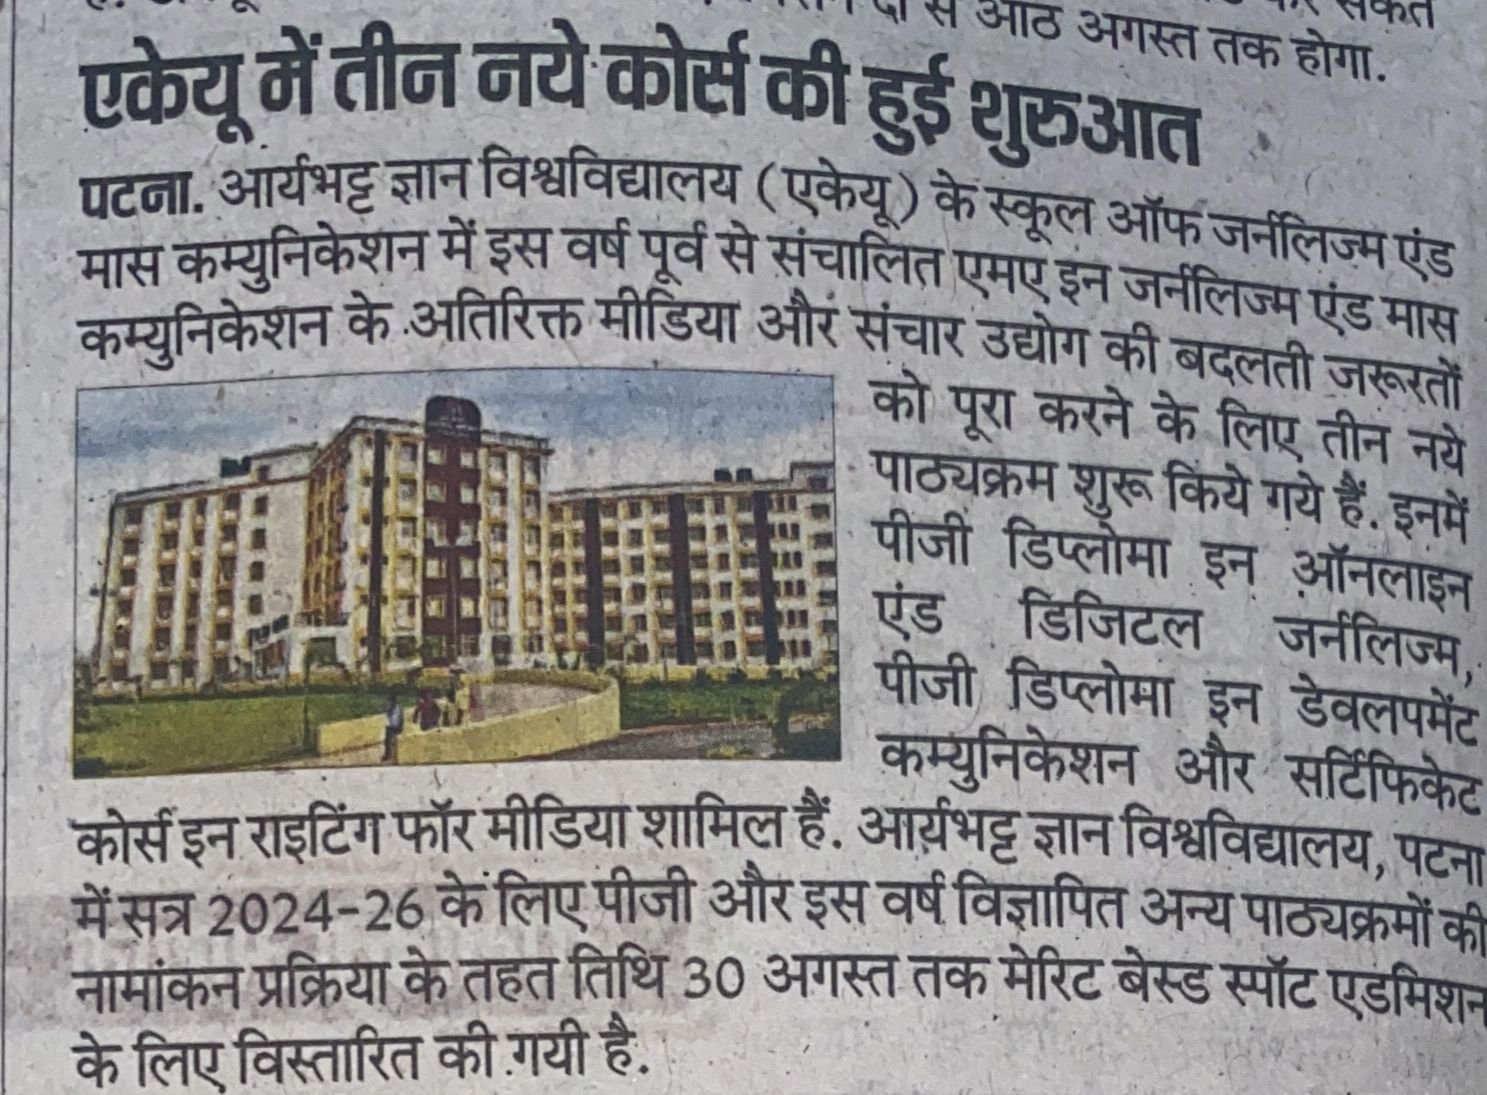 से आठ अगस्त तक होगा.
एकेयू में तीन नये कोर्स की हुई शुरुआत
पटना. आर्यभट्ट ज्ञान विश्वविद्यालय (एकेयू) के स्कूल ऑफ जर्नलिज्म एंड
मास कम्युनिकेशन में इस वर्ष पूर्व से संचालित एमए इन जर्नलिज्म एंड मास
कम्युनिकेशन के अतिरिक्त मीडिया और संचार उद्योग की बदलती जरूरतों
को पूरा करने के लिए तीन नये
पाठ्यक्रम शुरू किये गये हैं. इनमें
पीजी डिप्लोमा इन ऑनलाइन
एंड डिजिटल जर्नलिज्म,
पीजी डिप्लोमा इन डेवलपमेंट
कम्युनिकेशन और सर्टिफिकेट
कोर्स इन राइटिंग फॉर मीडिया शामिल हैं. आर्यभट्ट ज्ञान विश्वविद्यालय, पटना
में सत्र 2024-26 के लिए पीजी और इस वर्ष विज्ञापित अन्य पाठ्यक्रमों की
नामांकन प्रक्रिया के तहत तिथि 30 अगस्त तक मेरिट बेस्ड स्पॉट एडमिशन
के लिए विस्तारित की गयी है.